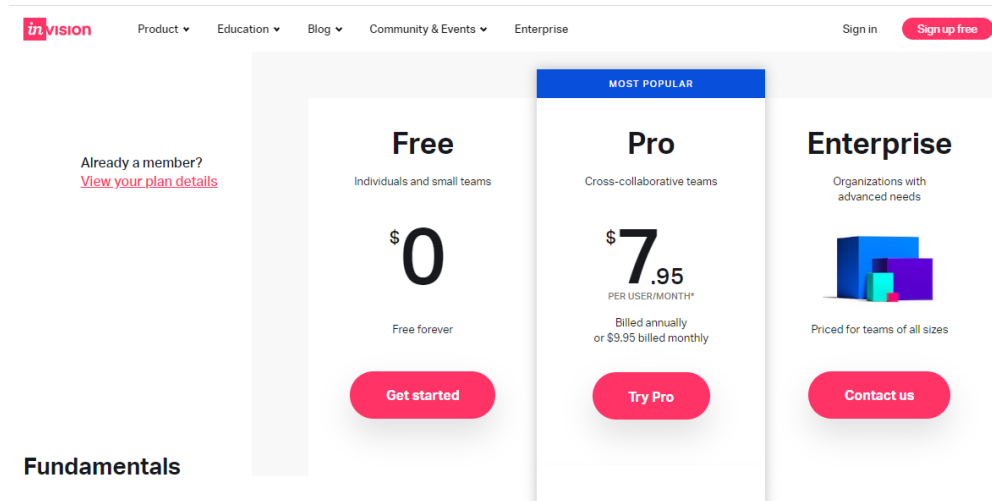 invision
Product
Education
Blog
Community & Events
Enterprise
Sign in
Sign up free
Already a member?
View your plan details
Free
Individuals and small teams
$0
Free forever
Get started
MOST POPULAR
Pro
Cross-collaborative teams
$7.95
PER USER/MONTH*
Billed annually
or $9.95 billed monthly
Try Pro
Enterprise
Organizations with
advanced needs
Priced for teams of all sizes
Contact us
Fundamentals